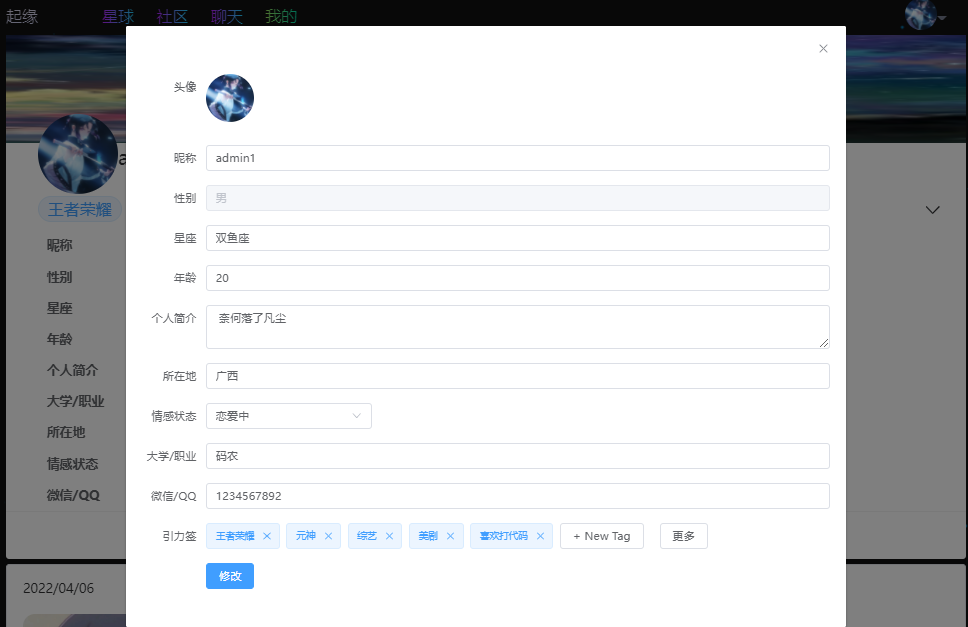 起缘 星球 社区 聊天 我的
头像
昵称 admin1
性别 男
星座 双鱼座
年龄 20
个人简介 奈何落了凡尘
所在地 广西
情感状态 恋爱中
大学/职业 码农
微信/QQ 1234567892
引力签 王者荣耀 元神 综艺 美剧 喜欢打代码 + New Tag 更多
修改
a
王者荣耀
昵称
性别
星座
年龄
个人简介
大学/职业
所在地
情感状态
微信/QQ
2022/04/06